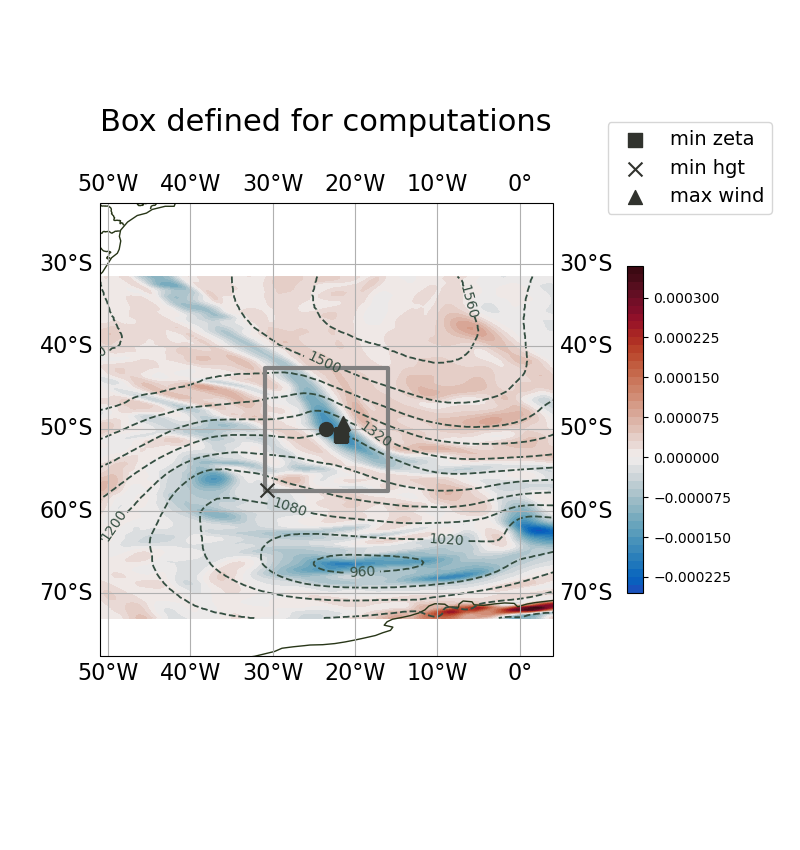 Box defined for computations
min zeta
min hgt
max wind
50°W 40°W 30°W 20°W 10°W 0°
30°S 30°S
40°S 40°S
50°S 50°S
60°S 60°S
70°S 70°S
50°W 40°W 30°W 20°W 10°W 0°
1560
1500
1320
1200
1080
1020
960
0.000300
0.000225
0.000150
0.000075
0.000000
−0.000075
−0.000150
−0.000225